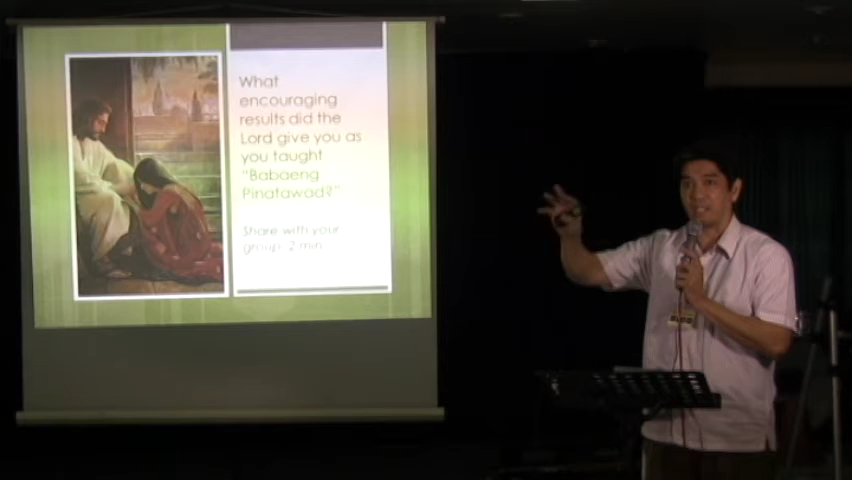 What
encouraging
results did the
Lord give you as
you taught
"Babaeng
Pinatawad?"
Share with your
group. 2 min